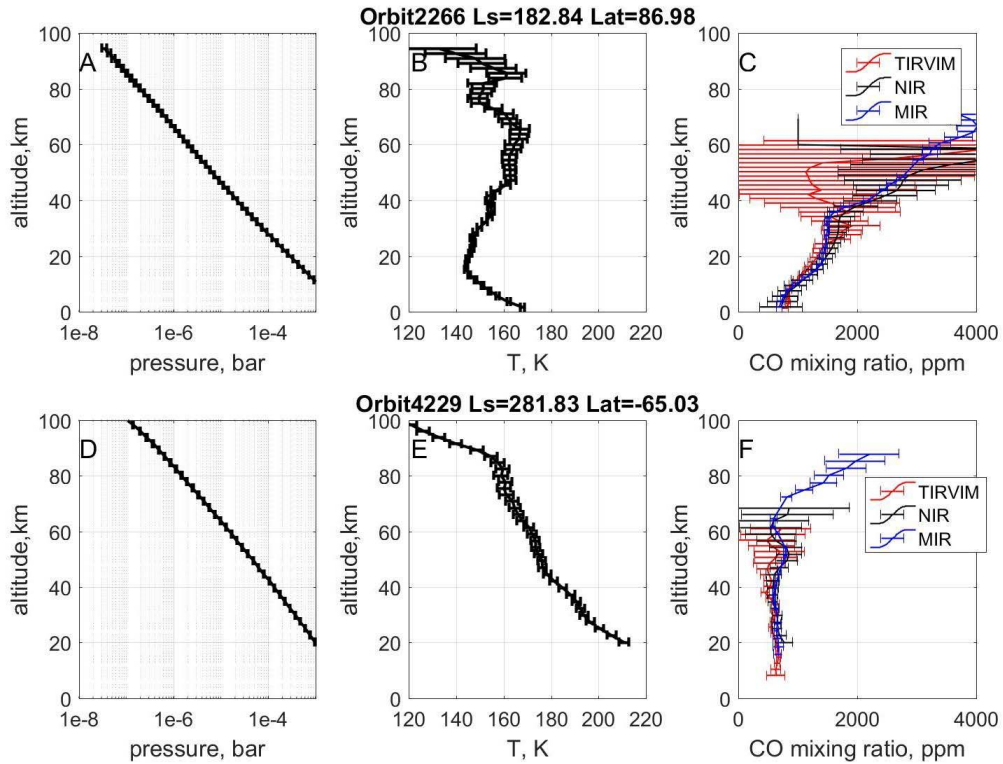 Orbit2266 Ls=182.84 Lat=86.98
A
100
80
60
40
20
0
altitude,km
1e-8 1e-6 1e-4
pressure, bar
B
100
80
60
40
20
0
altitude,km
120 140 160 180 200 220
T, K
C
TIRVIM
NIR
MIR
100
80
60
40
20
0
altitude,km
0 2000 4000
CO mixing ratio, ppm
Orbit4229 Ls=281.83 Lat=-65.03
D
100
80
60
40
20
0
altitude,km
1e-8 1e-6 1e-4
pressure, bar
E
100
80
60
40
20
0
altitude,km
120 140 160 180 200 220
T, K
F
TIRVIM
NIR
MIR
100
80
60
40
20
0
altitude,km
0 2000 4000
CO mixing ratio, ppm